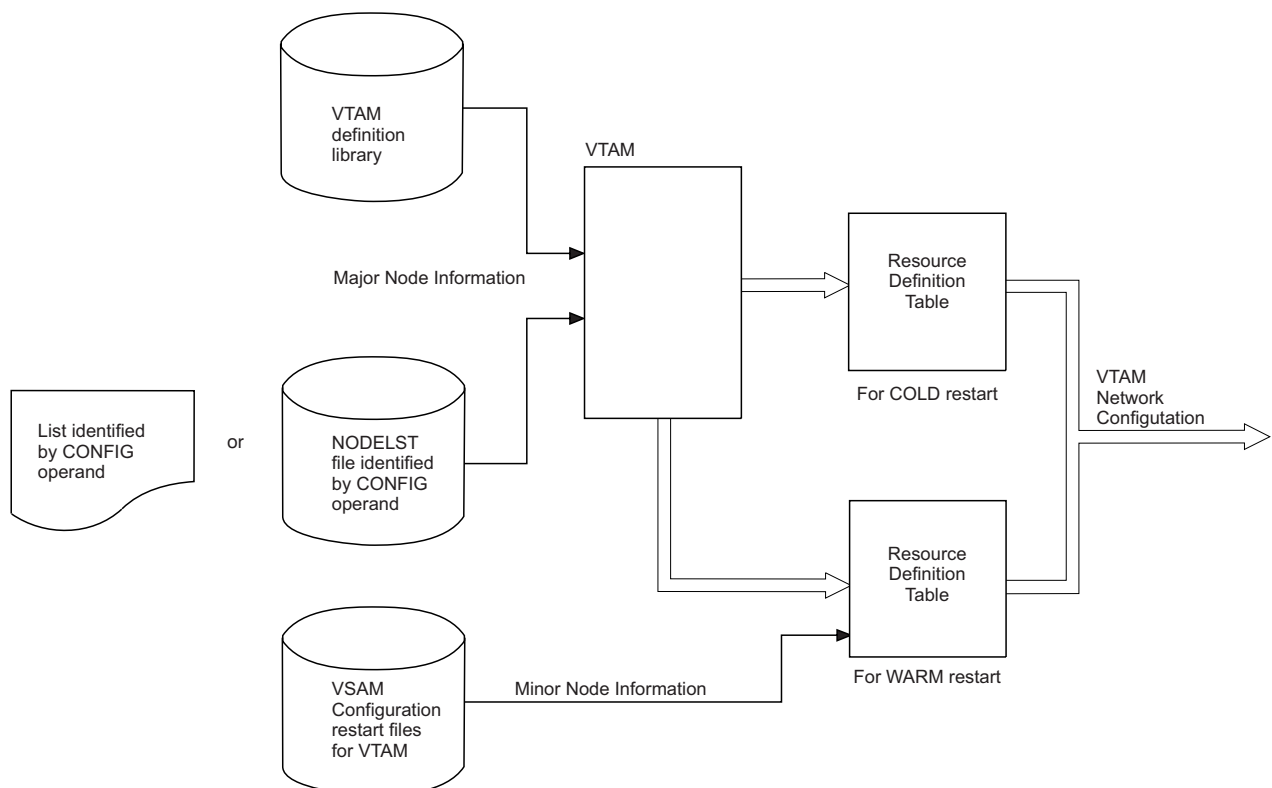 VTAM
definition
library
VTAM
Major Node Information
Resource
Definition
Table
For COLD restart
VTAM
Network
Configutation
List identified
by CONFIG
operand
or
NODELST
file identified
by CONFIG
operand
Resource
Definition
Table
For WARM restart
VSAM
Configuration
restart files
for VTAM
Minor Node Information